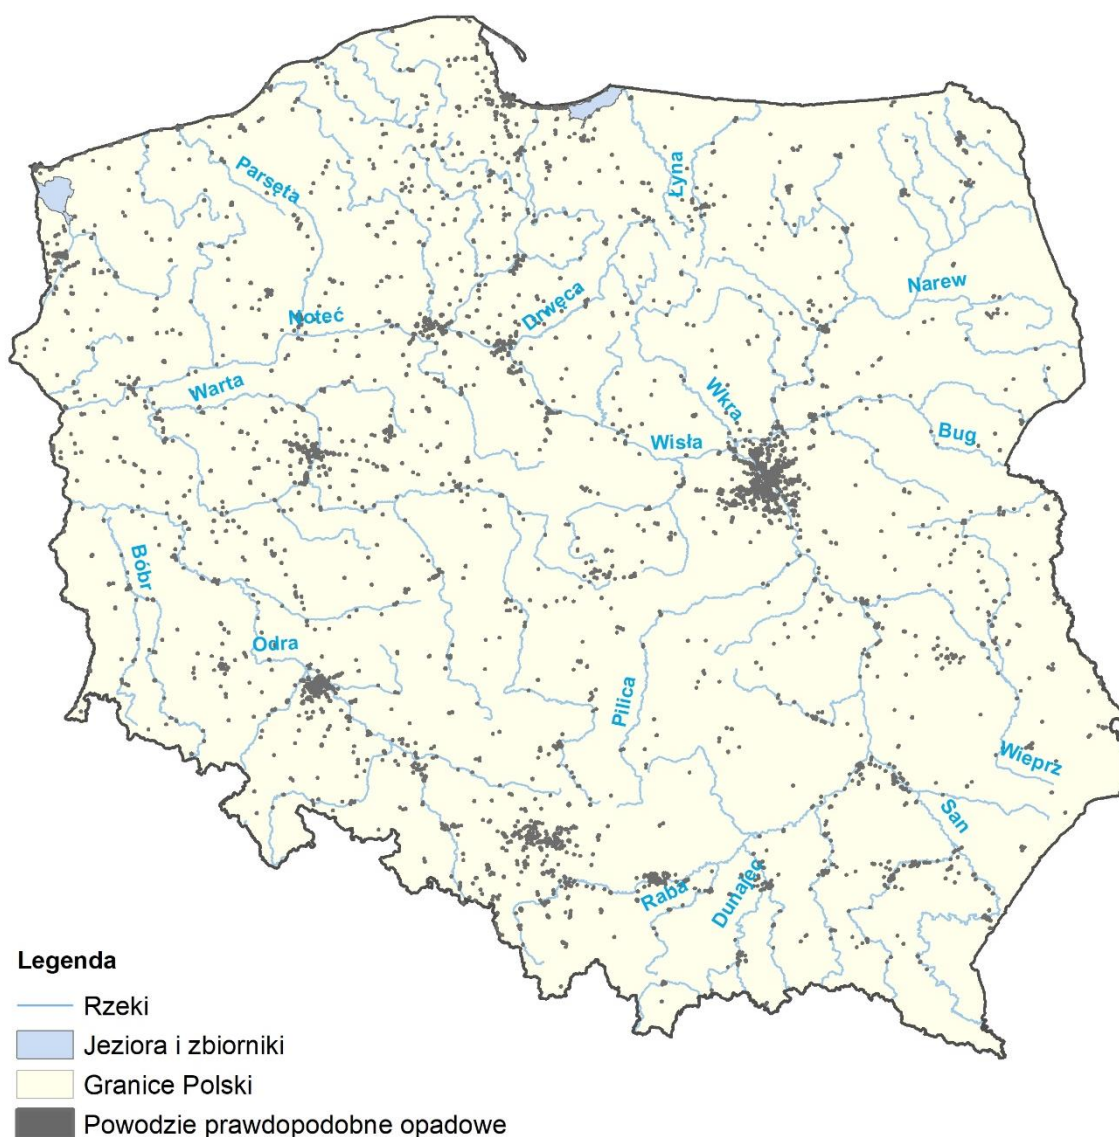 Parsęta
Łyna
Narew
Drwęca
Noteć
Warta
Wkra
Wisła
Bug
Bóbr
Odra
Pilica
Wieprz
San
Raba
Dunajec
Legenda
Rzeki
Jeziora i zbiorniki
Granice Polski
Powodzie prawdopodobne opadowe